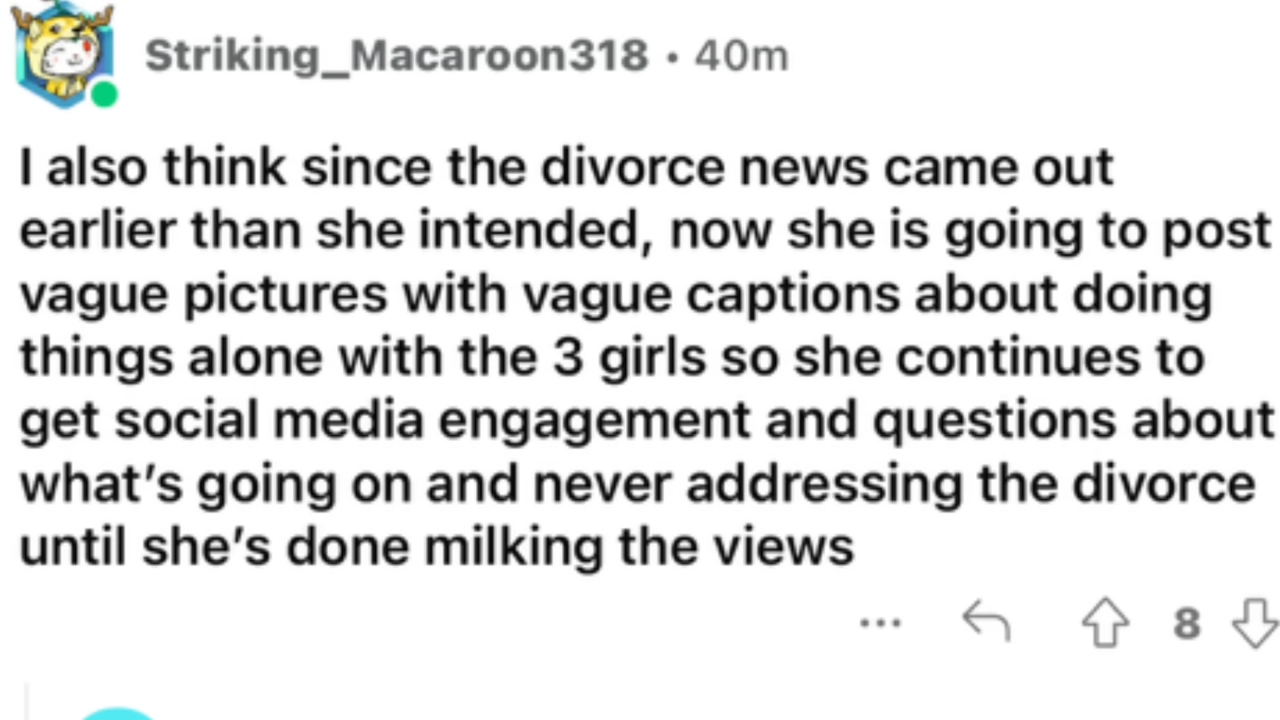 Striking_Macaroon318 • 40m
I also think since the divorce news came out
earlier than she intended, now she is going to post
vague pictures with vague captions about doing
things alone with the 3 girls so she continues to
get social media engagement and questions about
what’s going on and never addressing the divorce
until she’s done milking the views
... 8